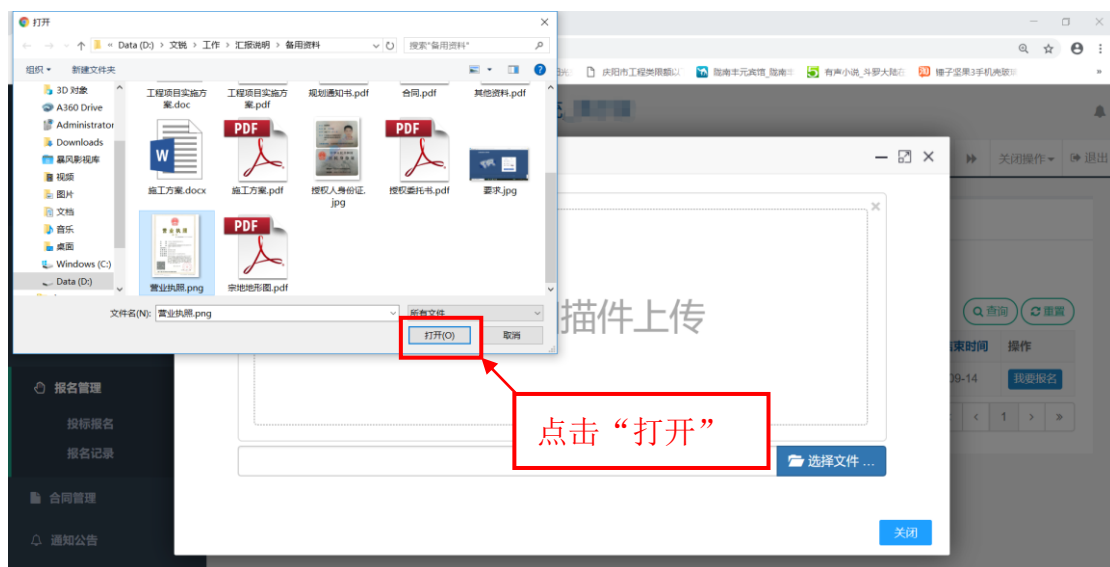 打开
Data (D:) › 文锐 › 工作 › 汇报说明 › 备用资料
搜索"备用资料"
组织
新建文件夹
庆阳市工程类限额以
陇南丰元宾馆_陇南
有声小说_斗罗大陆在
锤子坚果3手机壳玻
3D 对象
A360 Drive
Administrator
Downloads
暴风影视库
视频
图片
文档
音乐
桌面
Windows (C:)
Data (D:)
工程项目实施方案.doc
工程项目实施方案.pdf
规划通知书.pdf
合同.pdf
其他资料.pdf
PDF
PDF
W
施工方案.docx
施工方案.pdf
授权人身份证.jpg
授权委托书.pdf
要求.jpg
营业执照
PDF
营业执照.png
宗地地形图.pdf
文件名(N):
营业执照.png
所有文件
打开(O)
取消
关闭操作
退出
描件上传
查询
重置
束时间
操作
09-14
我要报名
1
点击“打开”
选择文件 ...
关闭
报名管理
投标报名
报名记录
合同管理
通知公告